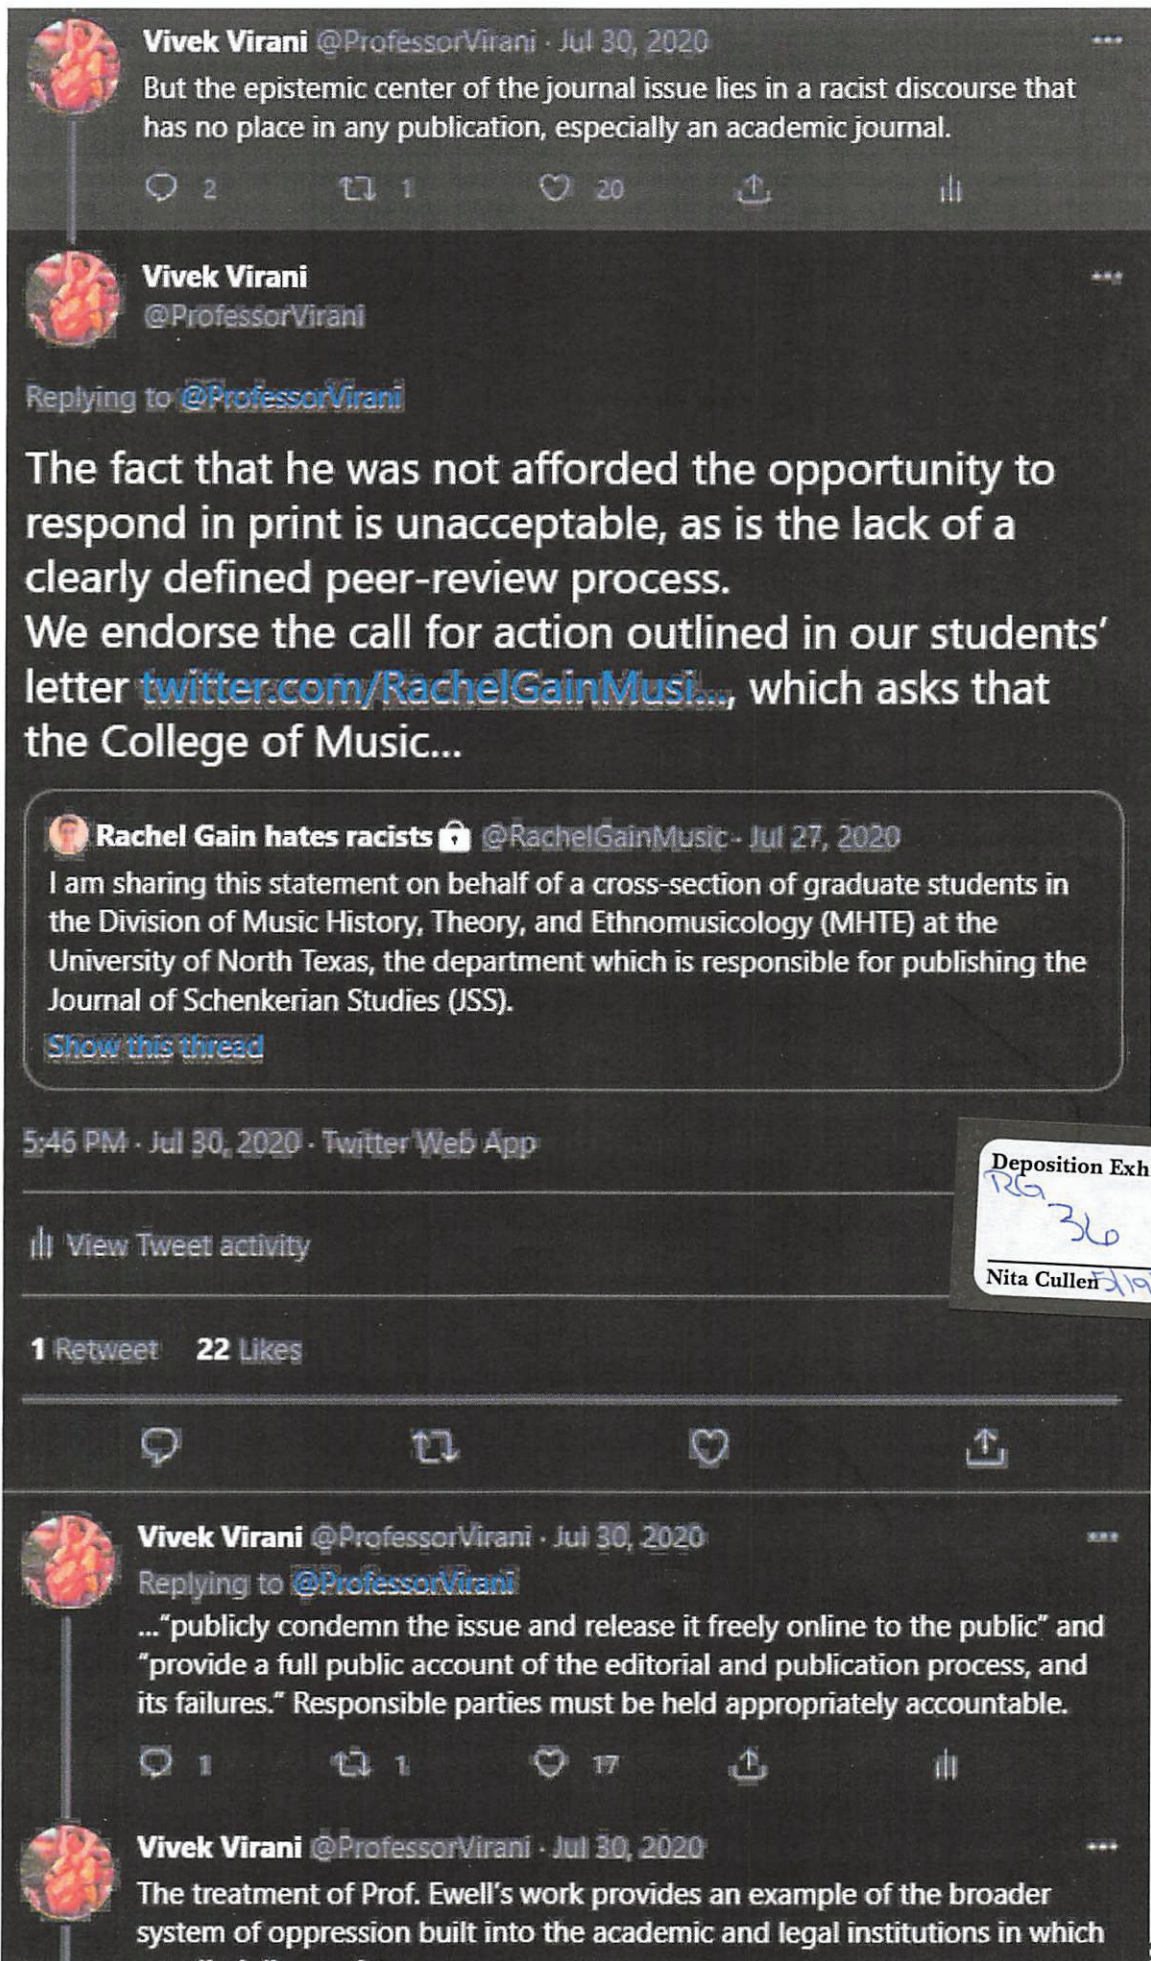 Vivek Virani @ProfessorVirani · Jul 30, 2020
But the epistemic center of the journal issue lies in a racist discourse that
has no place in any publication, especially an academic journal.
2 1 20
Vivek Virani
@ProfessorVirani
Replying to @ProfessorVirani
The fact that he was not afforded the opportunity to
respond in print is unacceptable, as is the lack of a
clearly defined peer-review process.
We endorse the call for action outlined in our students'
letter twitter.com/RachelGainMusi..., which asks that
the College of Music...
Rachel Gain hates racists @RachelGainMusic · Jul 27, 2020
I am sharing this statement on behalf of a cross-section of graduate students in
the Division of Music History, Theory, and Ethnomusicology (MHTE) at the
University of North Texas, the department which is responsible for publishing the
Journal of Schenkerian Studies (JSS).
Show this thread
5:46 PM · Jul 30, 2020 · Twitter Web App
Deposition Exh
RG
36
Nita Cullen 5/19
View Tweet activity
1 Retweet 22 Likes
Vivek Virani @ProfessorVirani · Jul 30, 2020
Replying to @ProfessorVirani
..."publicly condemn the issue and release it freely online to the public" and
"provide a full public account of the editorial and publication process, and
its failures." Responsible parties must be held appropriately accountable.
1 1 17
Vivek Virani @ProfessorVirani · Jul 30, 2020
The treatment of Prof. Ewell's work provides an example of the broader
system of oppression built into the academic and legal institutions in which